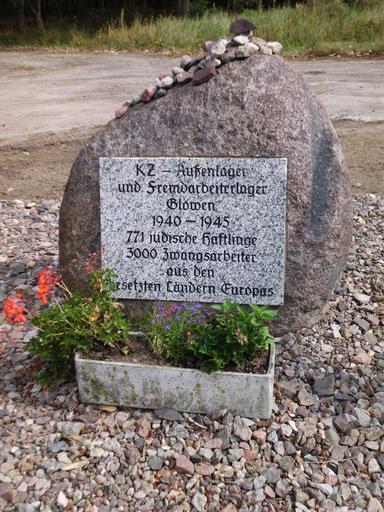 KZ – Außenlager
und Fremdarbeiterlager
Glöwen
1940 – 1945
771 jüdische Häftlinge
3000 Zwangsarbeiter
aus den
besetzten Ländern Europas